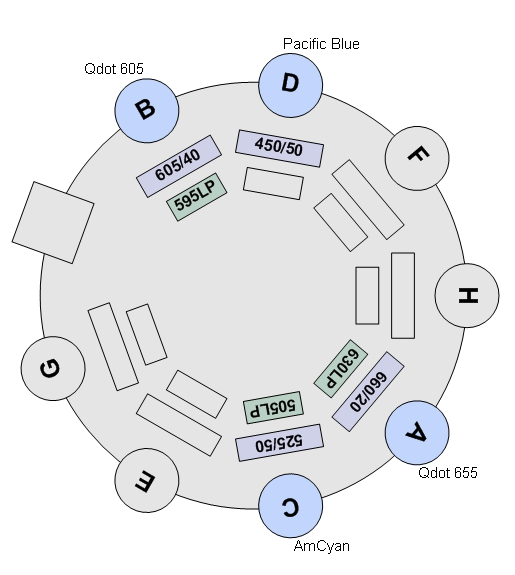 Pacific Blue
Qdot 605
D
B
450/50
605/40
F
595LP
H
630LP
G
660/20
505LP
A
525/50
Qdot 655
E
C
AmCyan